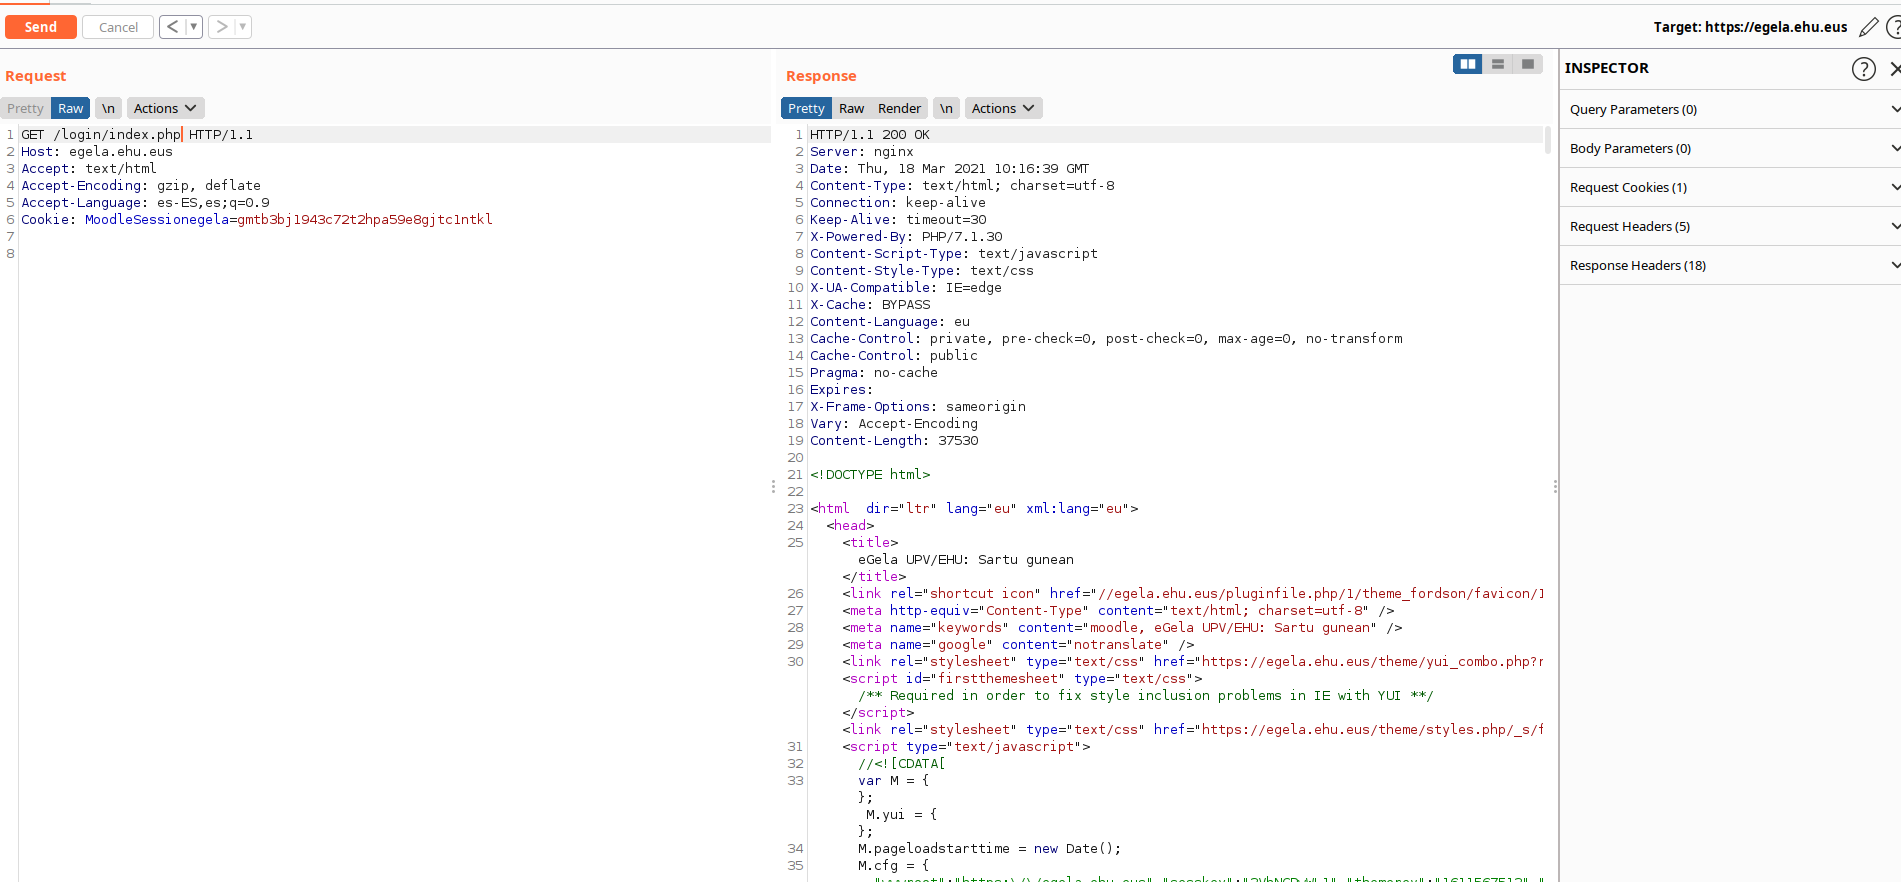 Send Cancel < >
Target: https://egela.ehu.eus
Request
Pretty Raw \n Actions
1 GET /login/index.php HTTP/1.1
2 Host: egela.ehu.eus
3 Accept: text/html
4 Accept-Encoding: gzip, deflate
5 Accept-Language: es-ES,es;q=0.9
6 Cookie: MoodleSessionegela=gmtb3bj1943c72t2hpa59e8gjtc1ntkl
7
8
Response
Pretty Raw Render \n Actions
1 HTTP/1.1 200 OK
2 Server: nginx
3 Date: Thu, 18 Mar 2021 10:16:39 GMT
4 Content-Type: text/html; charset=utf-8
5 Connection: keep-alive
6 Keep-Alive: timeout=30
7 X-Powered-By: PHP/7.1.30
8 Content-Script-Type: text/javascript
9 Content-Style-Type: text/css
10 X-UA-Compatible: IE=edge
11 X-Cache: BYPASS
12 Content-Language: eu
13 Cache-Control: private, pre-check=0, post-check=0, max-age=0, no-transform
14 Cache-Control: public
15 Pragma: no-cache
16 Expires:
17 X-Frame-Options: sameorigin
18 Vary: Accept-Encoding
19 Content-Length: 37530
20
21 <!DOCTYPE html>
22
23 <html  dir="ltr" lang="eu" xml:lang="eu">
24 <head>
25 <title>
eGela UPV/EHU: Sartu gunean
</title>
26 <link rel="shortcut icon" href="//egela.ehu.eus/pluginfile.php/1/theme_fordson/favicon/1
27 <meta http-equiv="Content-Type" content="text/html; charset=utf-8" />
28 <meta name="keywords" content="moodle, eGela UPV/EHU: Sartu gunean" />
29 <meta name="google" content="notranslate" />
30 <link rel="stylesheet" type="text/css" href="https://egela.ehu.eus/theme/yui_combo.php?r
<script id="firstthemesheet" type="text/css">
/** Required in order to fix style inclusion problems in IE with YUI **/
</script>
<link rel="stylesheet" type="text/css" href="https://egela.ehu.eus/theme/styles.php/_s/f
31 <script type="text/javascript">
32 //<![CDATA[
33 var M = {
};
M.yui = {
};
34 M.pageloadstarttime = new Date();
35 M.cfg = {
INSPECTOR
Query Parameters (0)
Body Parameters (0)
Request Cookies (1)
Request Headers (5)
Response Headers (18)